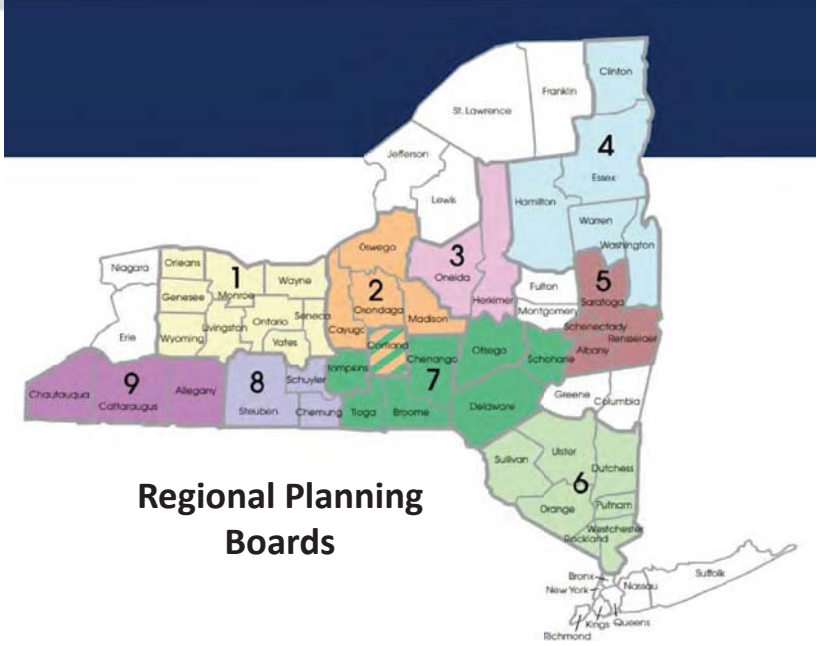 Clinton
Franklin
St. Lawrence
4
Jefferson
Essex
Lewis
Hamilton
Warren
Oswego
3
Washington
Oneida
Niagara
Orleans
1
Wayne
2
5
Fulton
Genesee
Monroe
Onondaga
Herkimer
Saratoga
Montgomery
Erie
Wyoming
Livingston
Ontario
Seneca
Cayuga
Madison
Schenectady
Yates
Cortland
Rensselaer
Otsego
Schoharie
Albany
Tompkins
Chenango
9
8
Schuyler
7
Chautauqua
Cattaraugus
Allegany
Steuben
Chemung
Tioga
Broome
Delaware
Greene
Columbia
Ulster
Sullivan
Dutchess
6
Regional Planning
Boards
Orange
Putnam
Westchester
Rockland
Bronx
New York
Nassau
Suffolk
Kings
Queens
Richmond